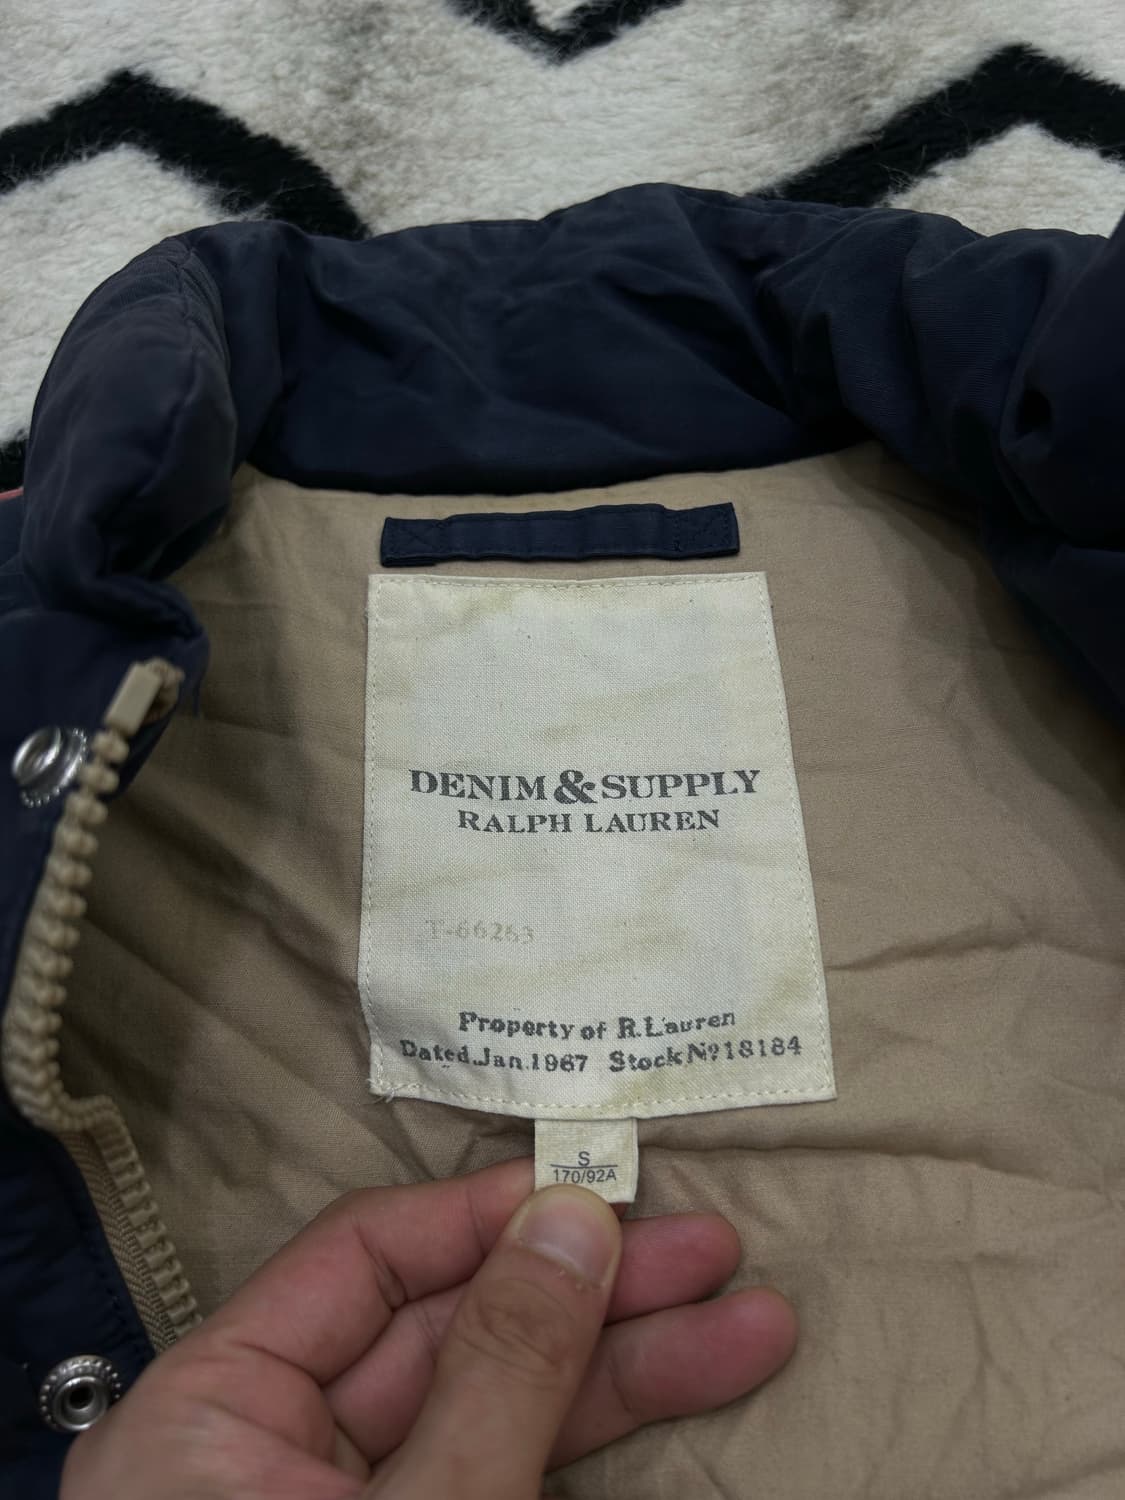 DENIM & SUPPLY
RALPH LAUREN
T-66263
Property of R.Lauren
Dated.Jan.1967 Stock Nº18184
S
170/92A